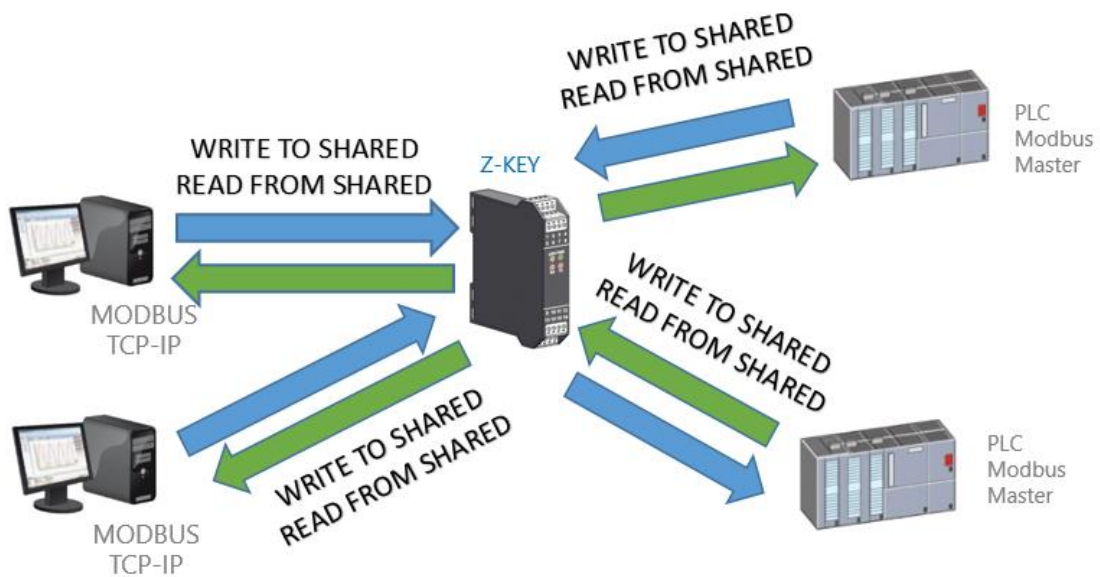 WRITE TO SHARED
READ FROM SHARED
PLC
Modbus
Master
WRITE TO SHARED
READ FROM SHARED
Z-KEY
MODBUS
TCP-IP
WRITE TO SHARED
READ FROM SHARED
WRITE TO SHARED
READ FROM SHARED
PLC
Modbus
Master
MODBUS
TCP-IP